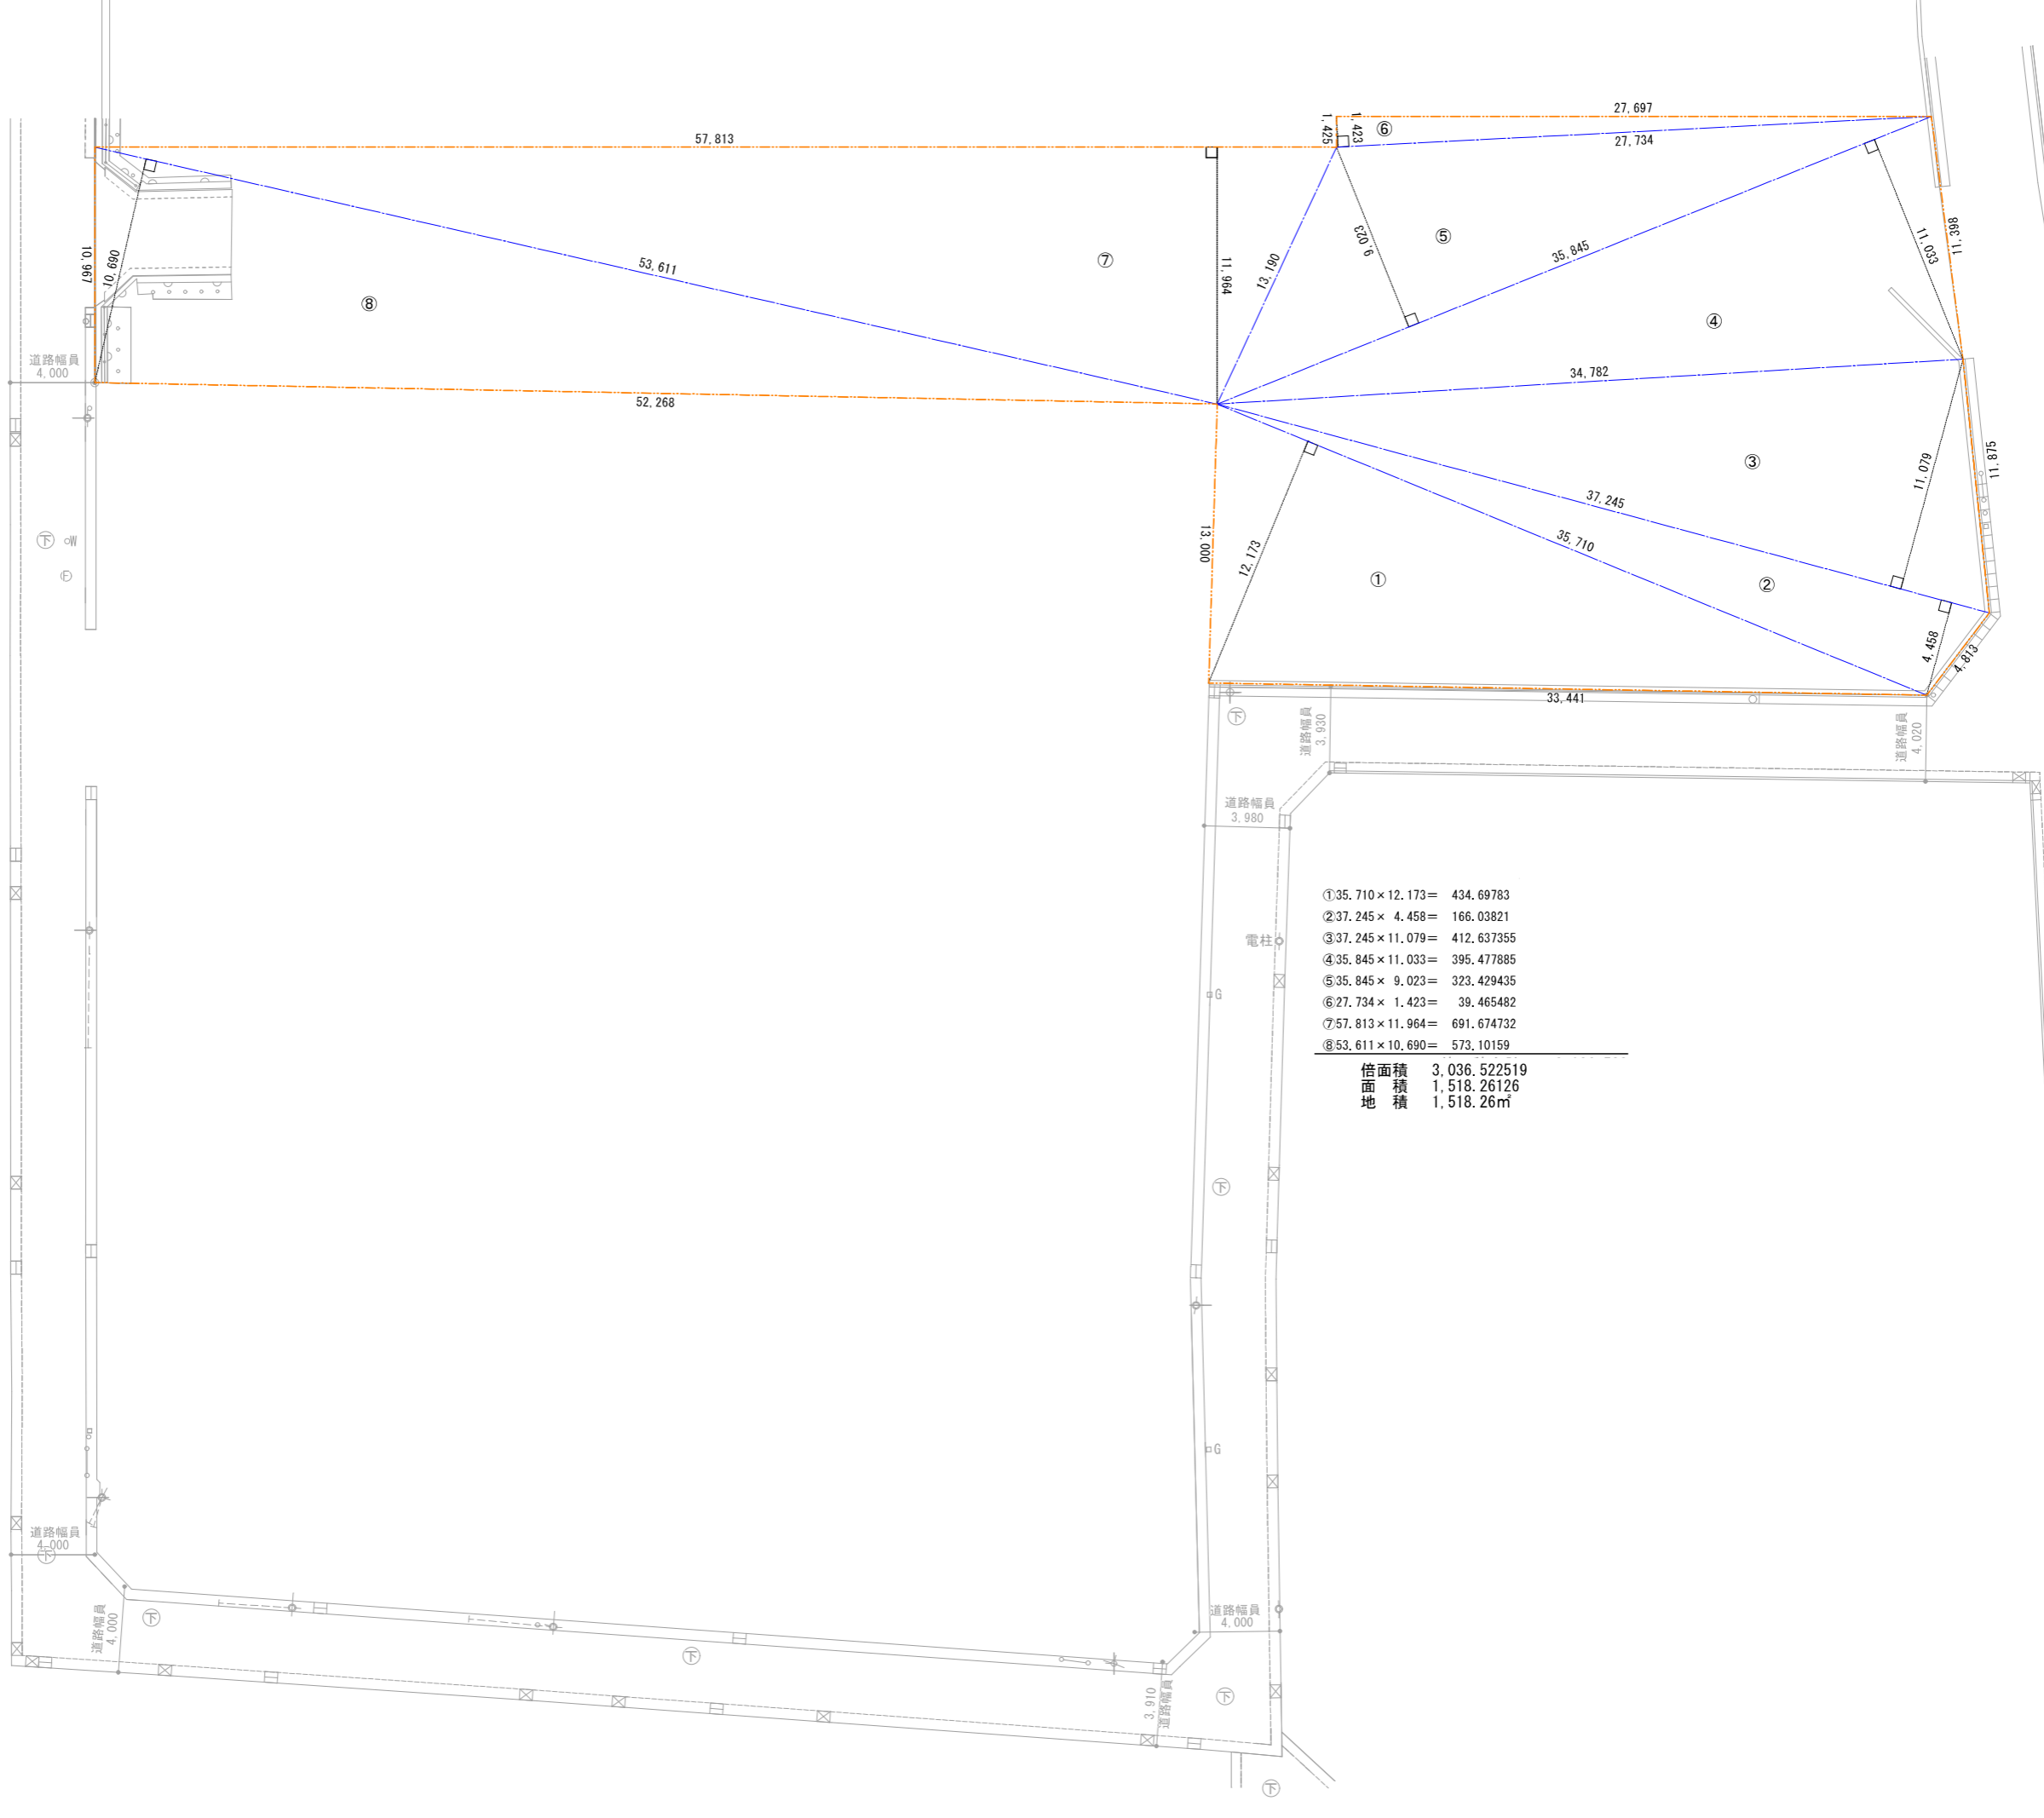 27,697
1,425
1,423
⑥
27,734
57,813
10,967
10,690
53,611
⑧
⑦
11,964
13,190
9,023
⑤
35,845
11,033
11,398
④
道路幅員
4,000
52,268
34,782
③
11,079
11,875
37,245
35,710
②
13,000
12,173
①
4,458
4,813
33,441
下
W
E
下
道路幅員
3,930
道路幅員
4,020
道路幅員
3,980
電柱
G
①35.710×12.173= 434.69783
②37.245× 4.458= 166.03821
③37.245×11.079= 412.637355
④35.845×11.033= 395.477885
⑤35.845× 9.023= 323.429435
⑥27.734× 1.423= 39.465482
⑦57.813×11.964= 691.674732
⑧53.611×10.690= 573.10159
倍面積 3,036.522519
面 積 1,518.26126
地 積 1,518.26㎡
下
G
道路幅員
4,000
下
道路幅員
4,000
下
下
道路幅員
4,000
3,910
道路幅員
下
下